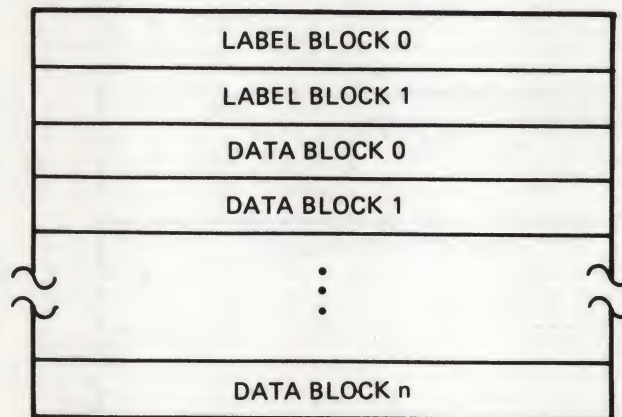 LABEL BLOCK 0
LABEL BLOCK 1
DATA BLOCK 0
DATA BLOCK 1
⋮
DATA BLOCK n